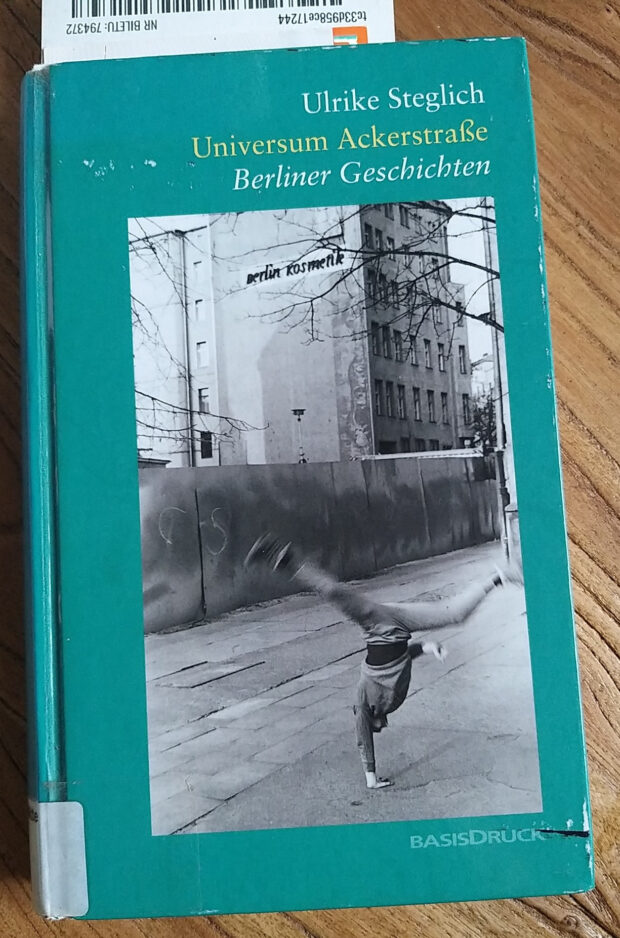 tc33d958ce17244
NR BILETU: 794372
Ulrike Steglich
Universum Ackerstraße
Berliner Geschichten
Berlin kosmetik
BASISDRUCK